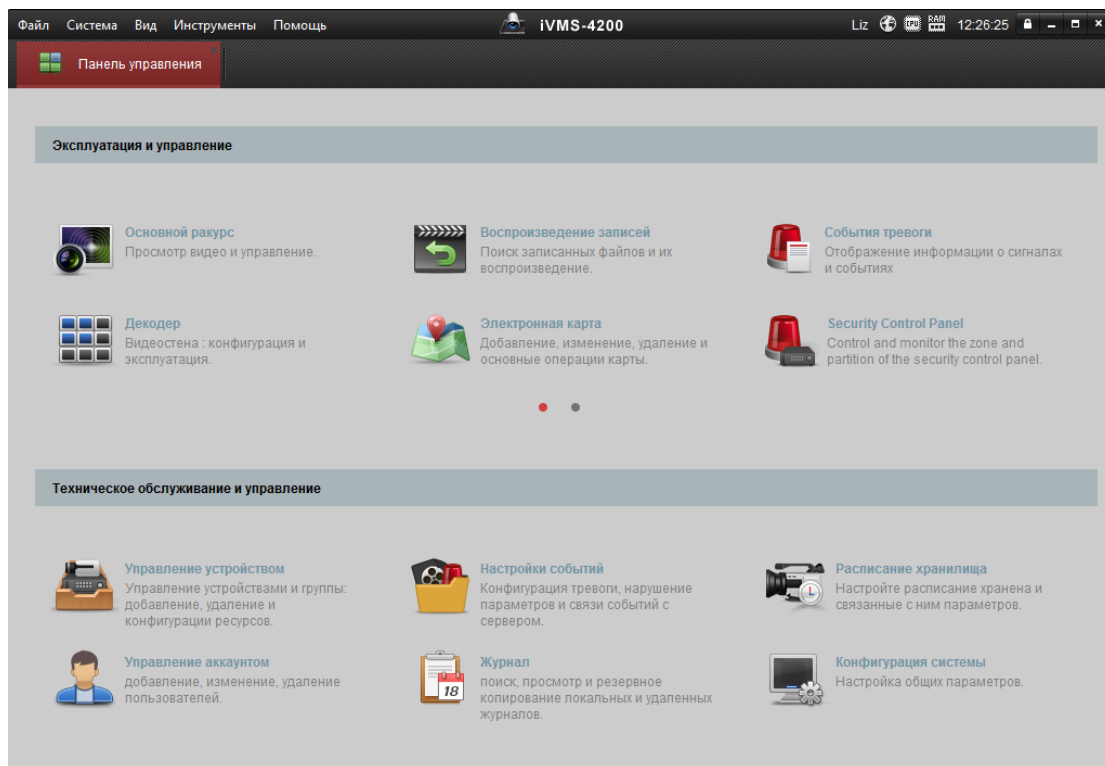 Файл Система Вид Инструменты Помощь iVMS-4200 Liz CPU RAM 12:26:25
Панель управления
Эксплуатация и управление
Основной ракурс
Просмотр видео и управление.
Воспроизведение записей
Поиск записанных файлов и их
воспроизведение.
События тревоги
Отображение информации о сигналах
и событиях
Декодер
Видеостена : конфигурация и
эксплуатация.
Электронная карта
Добавление, изменение, удаление и
основные операции карты.
Security Control Panel
Control and monitor the zone and
partition of the security control panel.
Техническое обслуживание и управление
Управление устройством
Управление устройствами и группы:
добавление, удаление и
конфигурации ресурсов.
Настройки событий
Конфигурация тревоги, нарушение
параметров и связи событий с
сервером.
Расписание хранилища
Настройте расписание хранена и
связанные с ним параметров.
Управление аккаунтом
добавление, изменение, удаление
пользователей.
18
Журнал
поиск, просмотр и резервное
копирование локальных и удаленных
журналов.
Конфигурация системы
Настройка общих параметров.